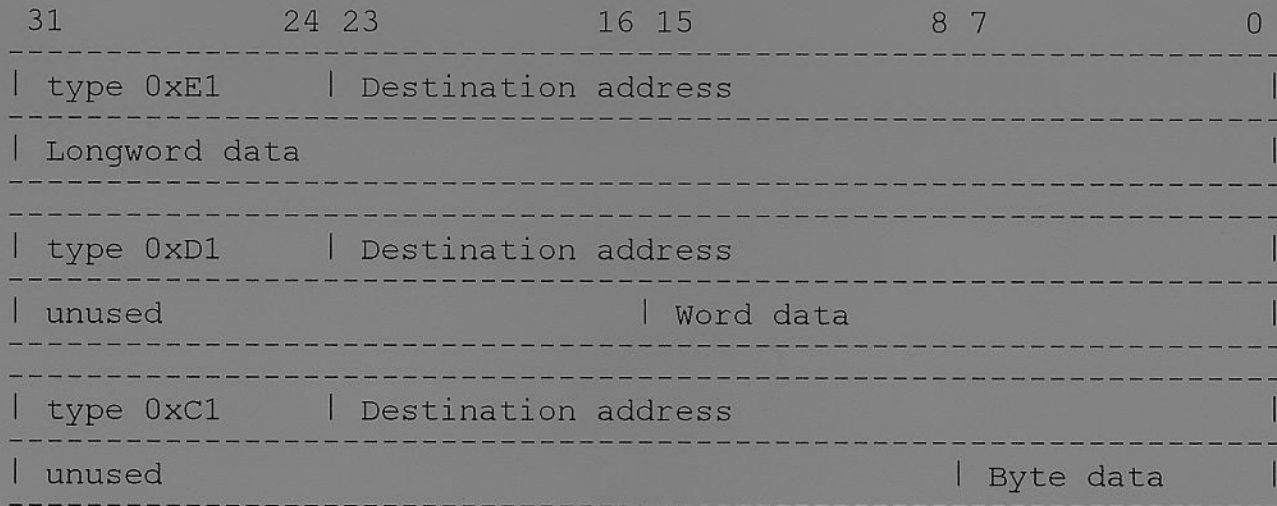 31 24 23 16 15 8 7 0
| type 0xE1 | Destination address |
| Longword data |
| type 0xD1 | Destination address |
| unused | Word data |
| type 0xC1 | Destination address |
| unused | Byte data |